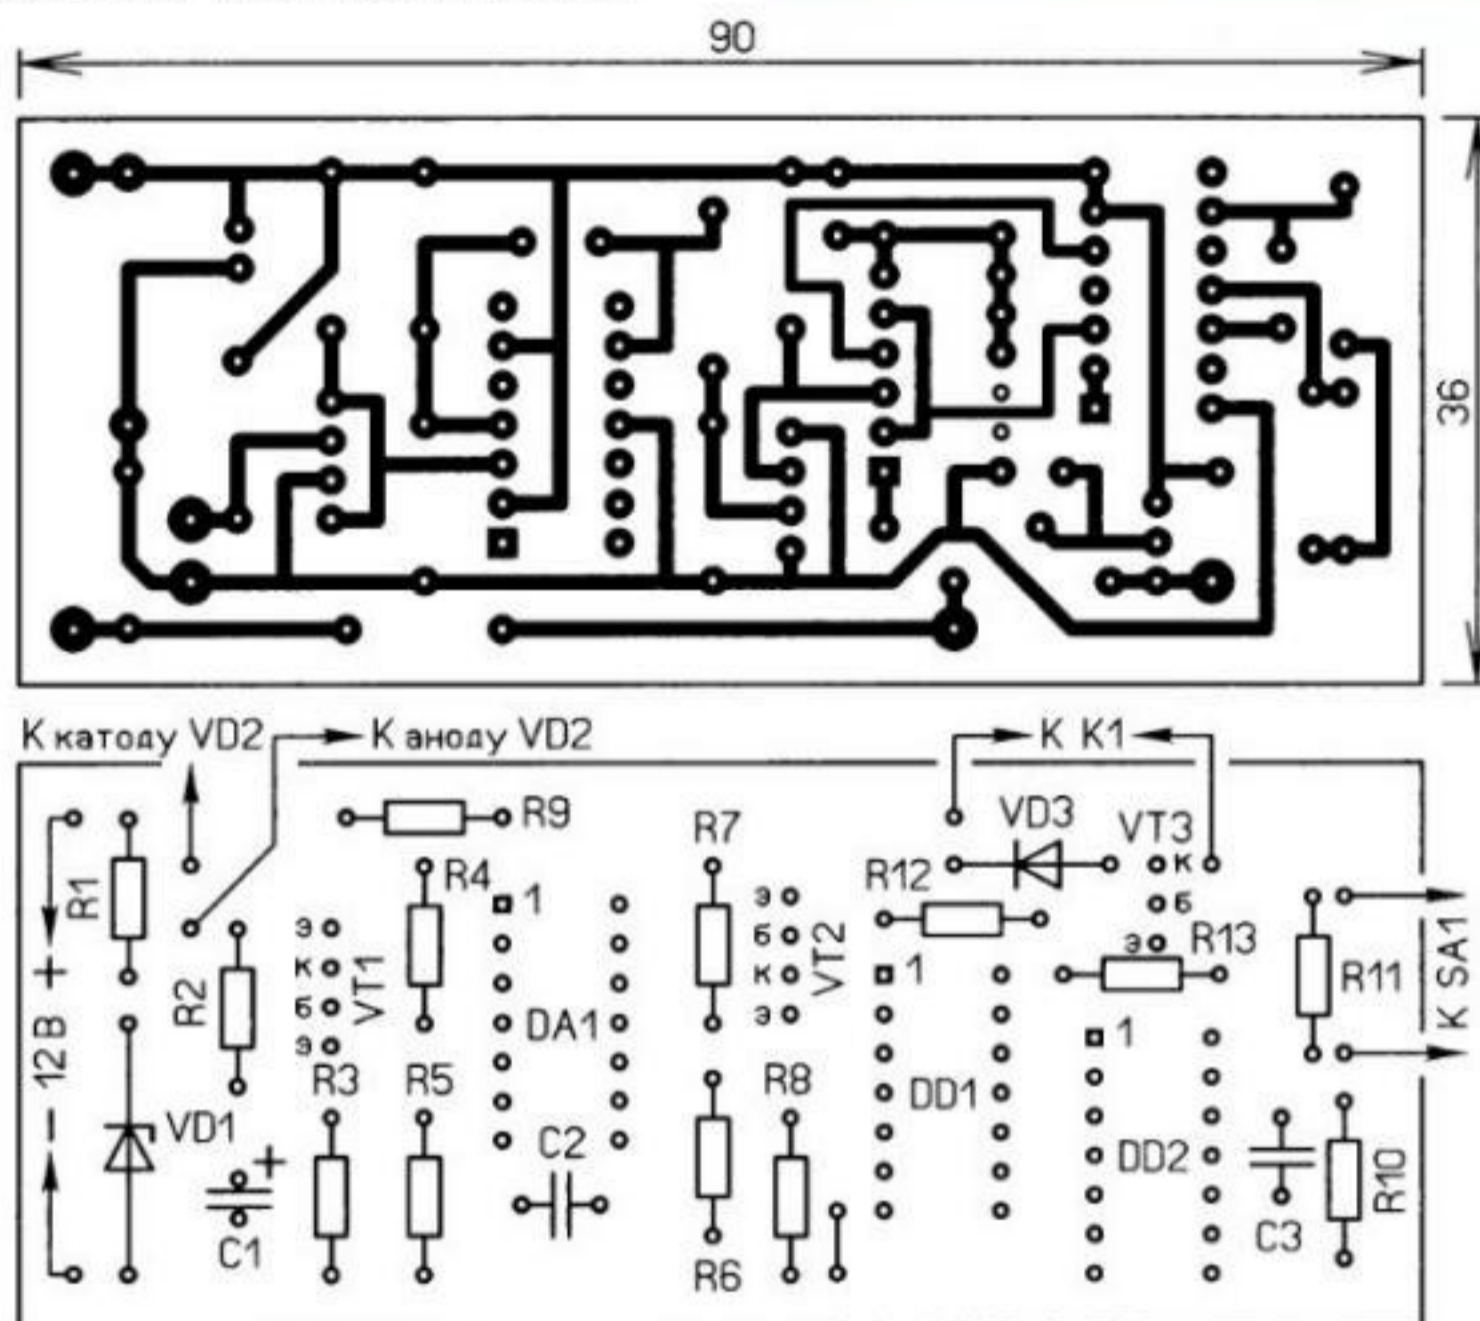 90
36
К катоду VD2
К аноду VD2
К К1
R9
VD3
VT3
R7
к
R4
R12
R1
1
э
б
э
б
э
R13
к
VT2
1
К SA1
+
R2
к
VT1
R11
б
DA1
э
1
э
12 В
R3
R5
R8
DD1
VD1
C2
+
DD2
R10
C1
C3
R6